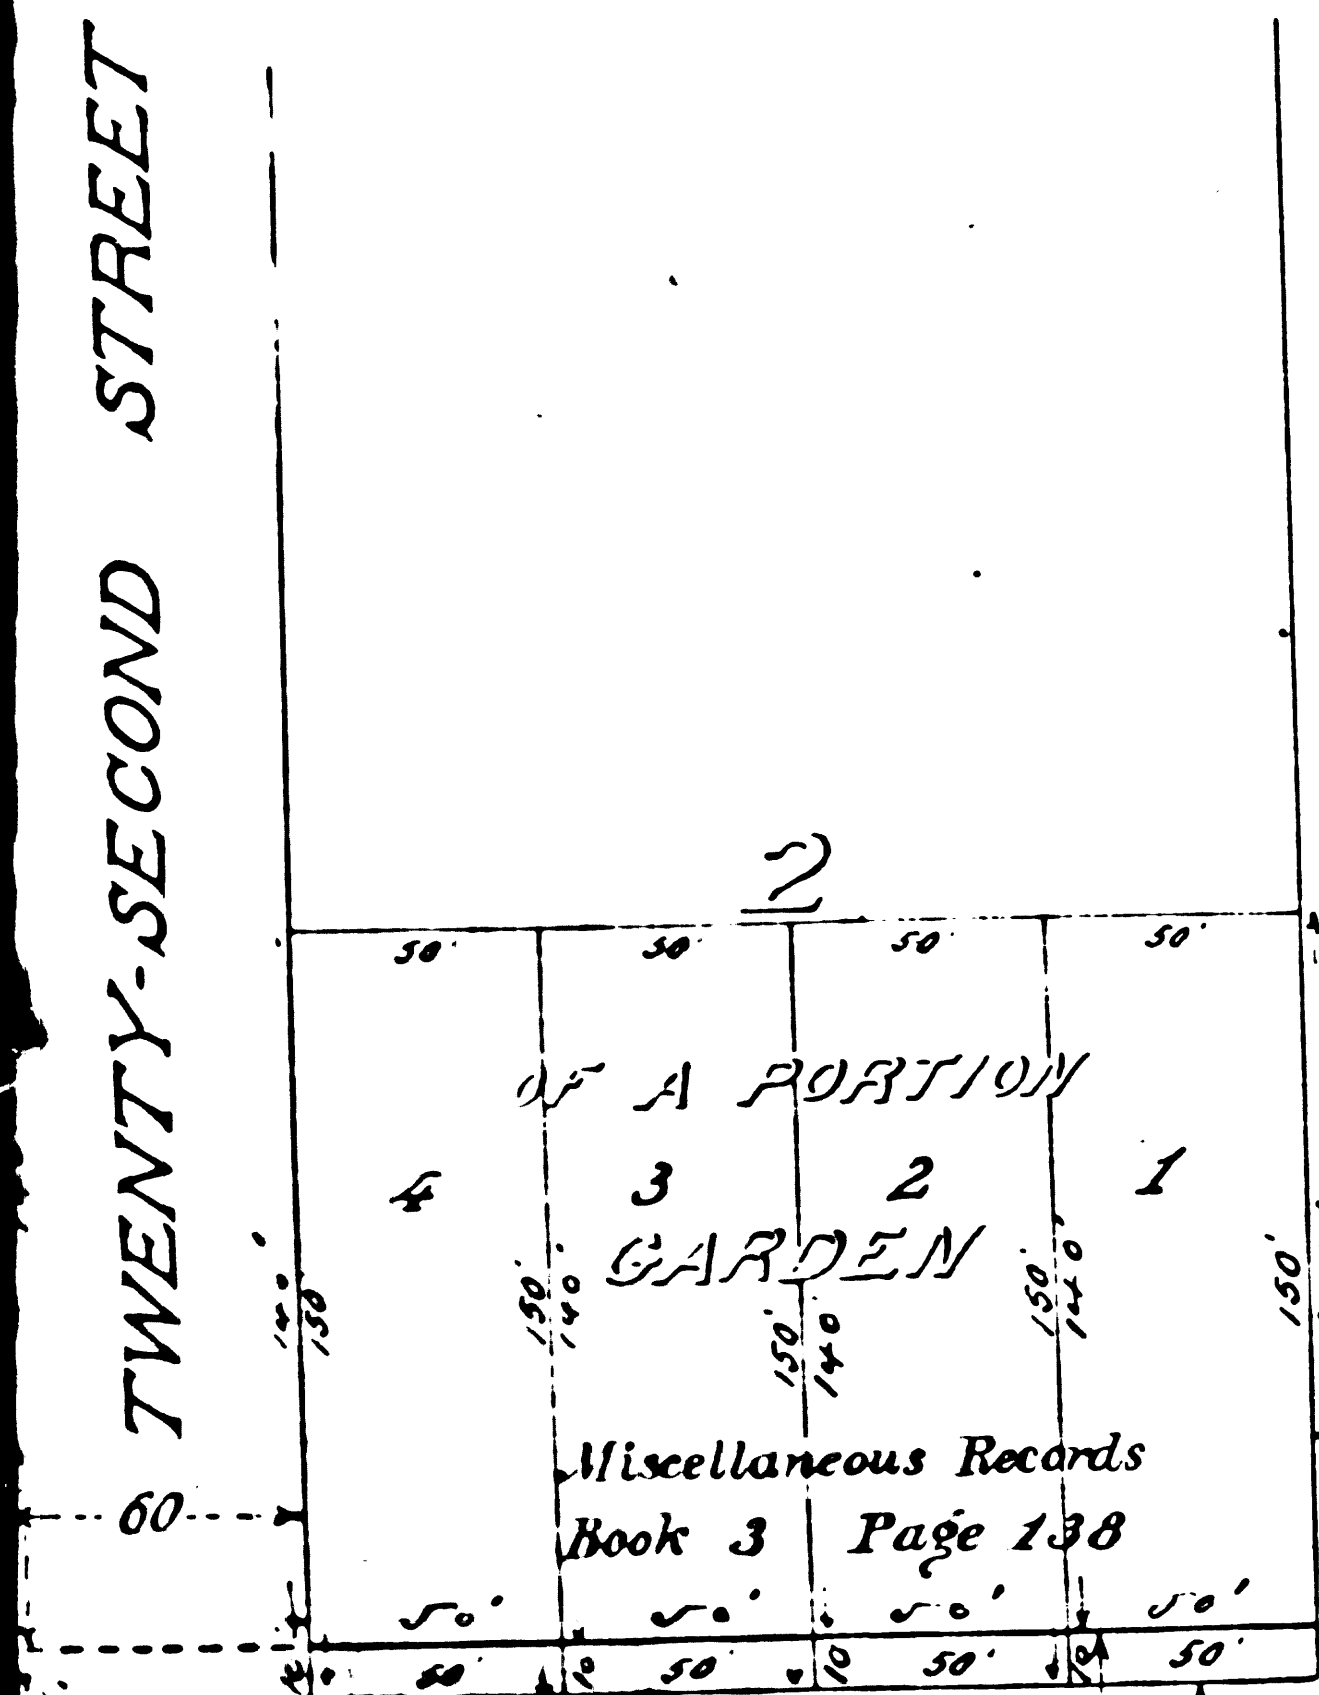 TWENTY-SECOND STREET
2
50' 50' 50' 50'
OF A PORTION
4 3 2 1
GARDEN
140' 150' 150' 140' 150' 140' 150' 140' 150'
Miscellaneous Records
Book 3 Page 138
60
50' 50' 50' 50'
50' 10 50' 10 50' 10 50'